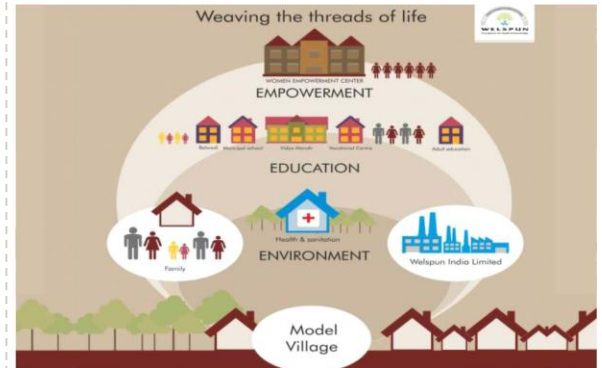 Weaving the threads of life
WELSPUN
WOMEN EMPOWERMENT CENTER
EMPOWERMENT
Balwadi
Municipal school
Vidya Mandir
Vocational Centre
Adult education
EDUCATION
Health & sanitation
ENVIRONMENT
Family
Welspun India Limited
Model
Village